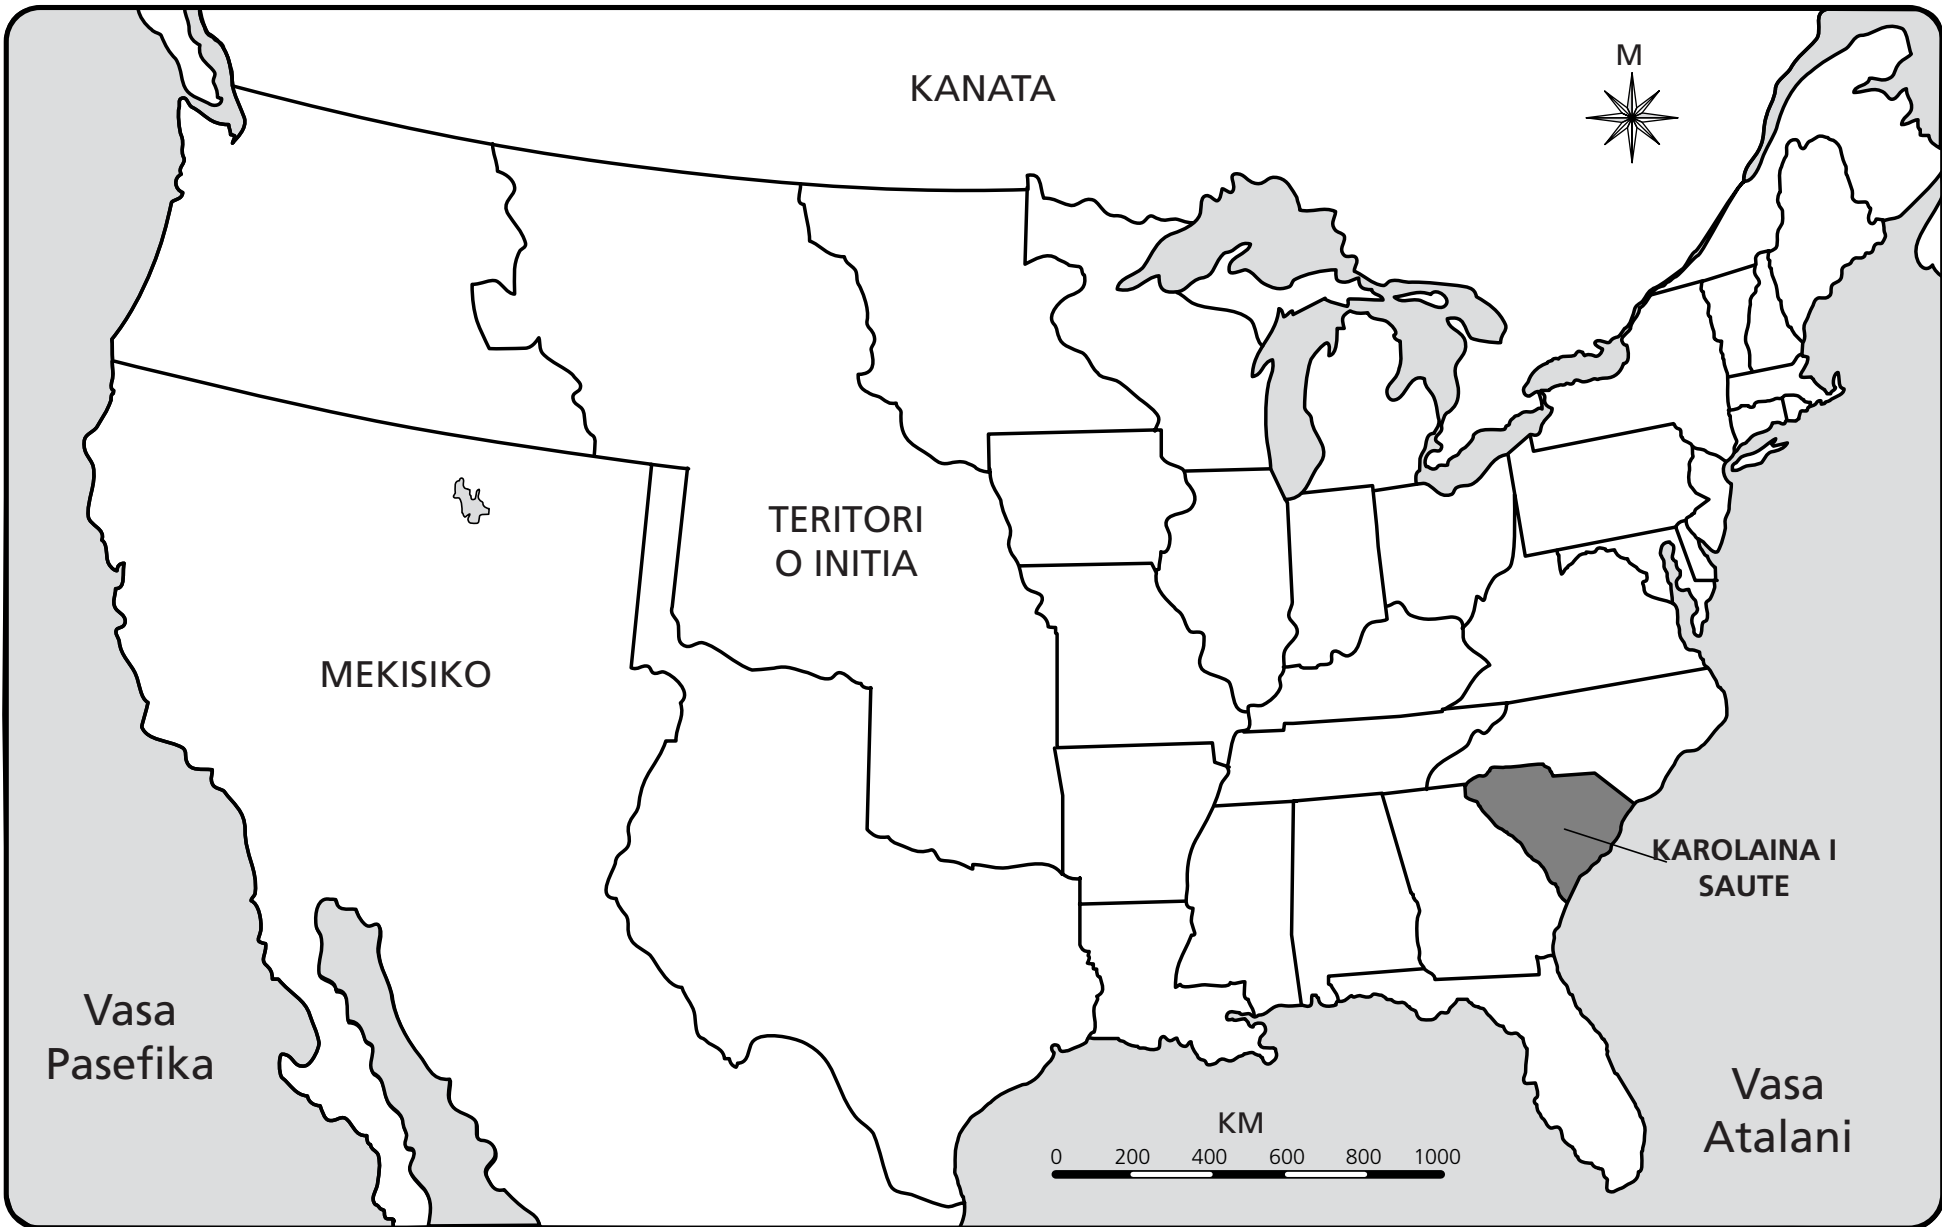 M
KANATA
TERITORI
O INITIA
MEKISIKO
KAROLAINA I
SAUTE
Vasa
Pasefika
Vasa
Atalani
KM
0 200 400 600 800 1000